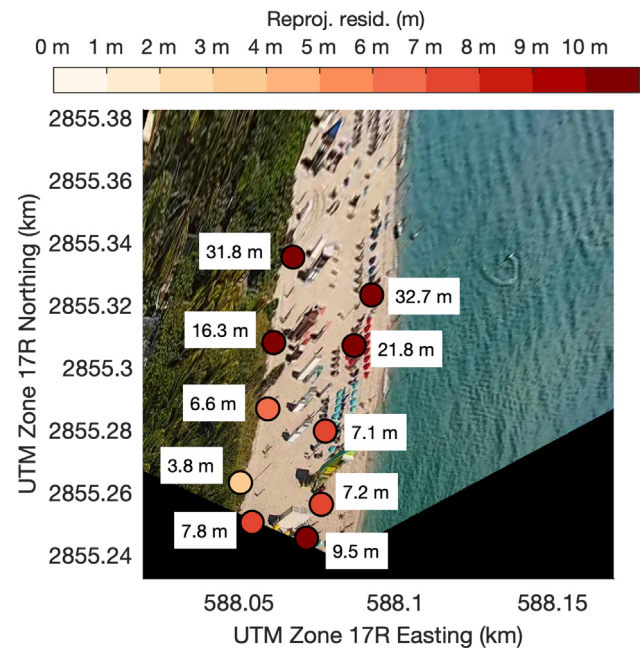 Reproj. resid. (m)
0 m 1 m 2 m 3 m 4 m 5 m 6 m 7 m 8 m 9 m 10 m
2855.38
2855.36
2855.34
2855.32
2855.3
2855.28
2855.26
2855.24
UTM Zone 17R Northing (km)
31.8 m
32.7 m
16.3 m
21.8 m
6.6 m
7.1 m
3.8 m
7.2 m
7.8 m
9.5 m
588.05 588.1 588.15
UTM Zone 17R Easting (km)